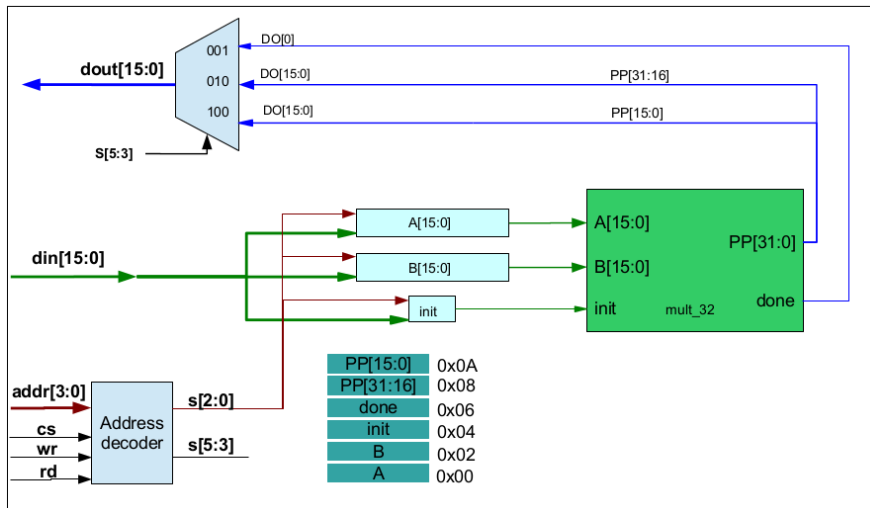 001
010
100
DO[0]
DO[15:0]
DO[15:0]
PP[31:16]
PP[15:0]
dout[15:0]
S[5:3]
din[15:0]
A[15:0]
B[15:0]
init
A[15:0]
B[15:0]
init
PP[31:0]
done
mult_32
addr[3:0]
cs
wr
rd
Address
decoder
s[2:0]
s[5:3]
PP[15:0] 0x0A
PP[31:16] 0x08
done 0x06
init 0x04
B 0x02
A 0x00